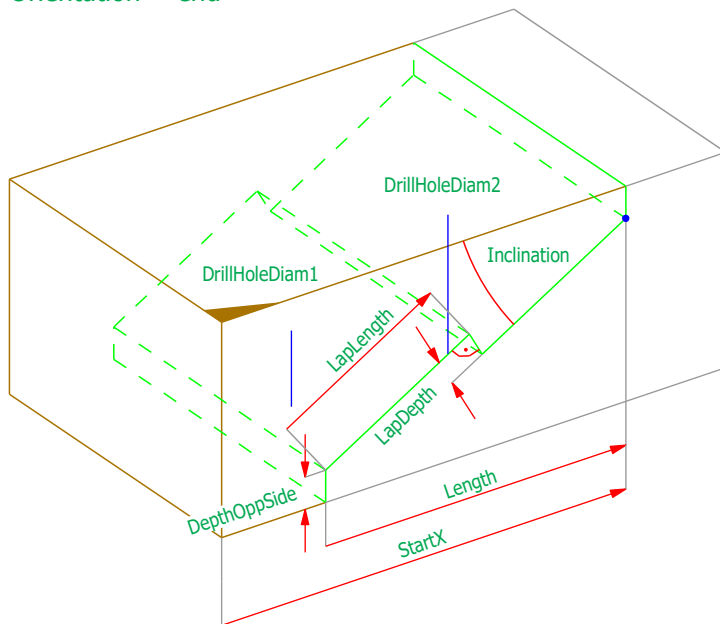 DrillHoleDiam2
Inclination
DrillHoleDiam1
LapLength
LapDepth
Length
DepthOppSide
StartX